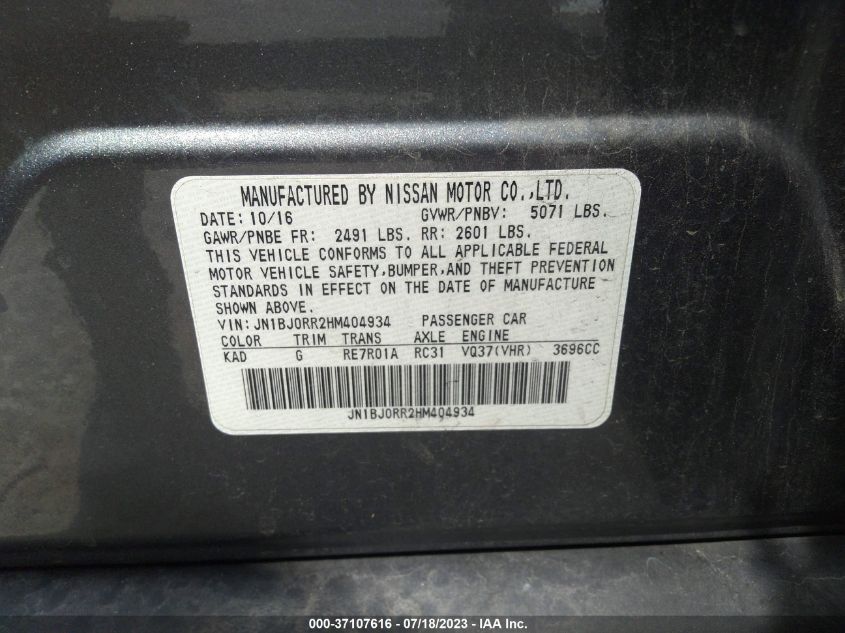 MANUFACTURED BY NISSAN MOTOR CO.,LTD.
DATE: 10/16 GVWR/PNBV: 5071 LBS.
GAWR/PNBE FR: 2491 LBS. RR: 2601 LBS.
THIS VEHICLE CONFORMS TO ALL APPLICABLE FEDERAL
MOTOR VEHICLE SAFETY,BUMPER,AND THEFT PREVENTION
STANDARDS IN EFFECT ON THE DATE OF MANUFACTURE
SHOWN ABOVE.
VIN: JN1BJ0RR2HM404934 PASSENGER CAR
COLOR TRIM TRANS AXLE ENGINE
KAD G RE7R01A RC31 VQ37(VHR) 3696CC
JN1BJ0RR2HM404934
000-37107616 - 07/18/2023 - IAA Inc.